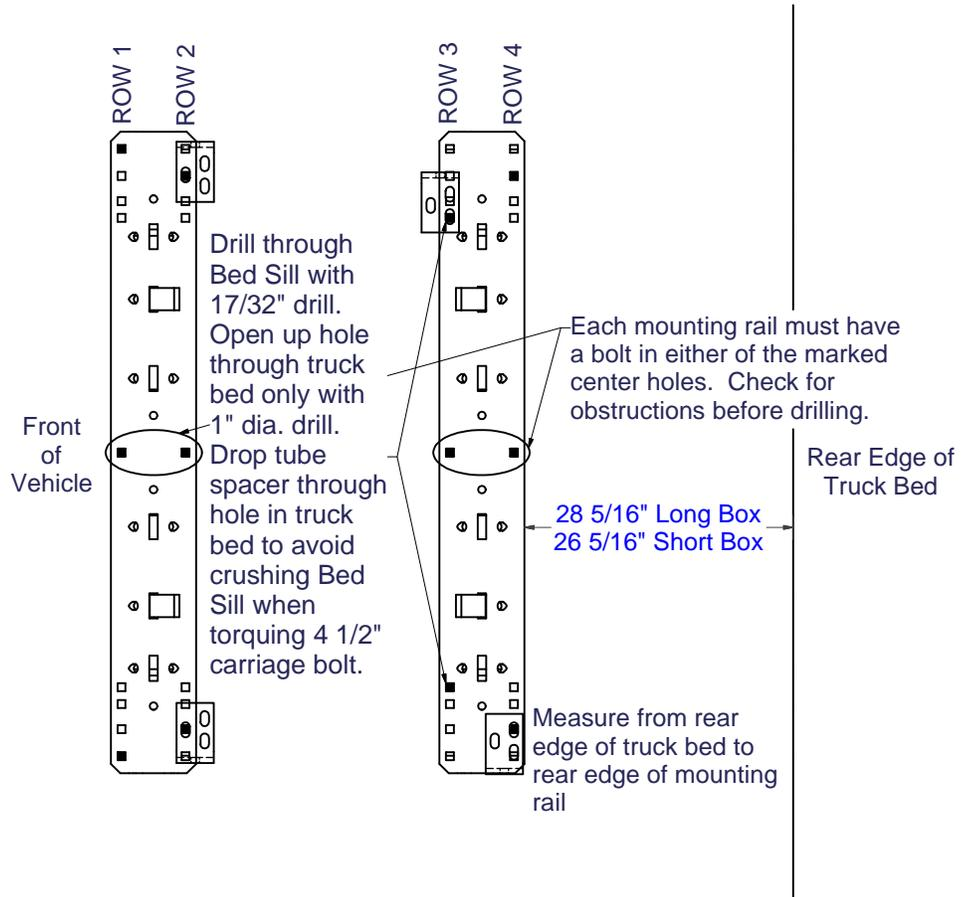 ROW 1
ROW 2
ROW 3
ROW 4
Drill through
Bed Sill with
17/32" drill.
Open up hole
through truck
bed only with
1" dia. drill.
Drop tube
spacer through
hole in truck
bed to avoid
crushing Bed
Sill when
torquing 4 1/2"
carriage bolt.
Each mounting rail must have
a bolt in either of the marked
center holes.  Check for
obstructions before drilling.
Front
of
Vehicle
Rear Edge of
Truck Bed
28 5/16" Long Box
26 5/16" Short Box
Measure from rear
edge of truck bed to
rear edge of mounting
rail